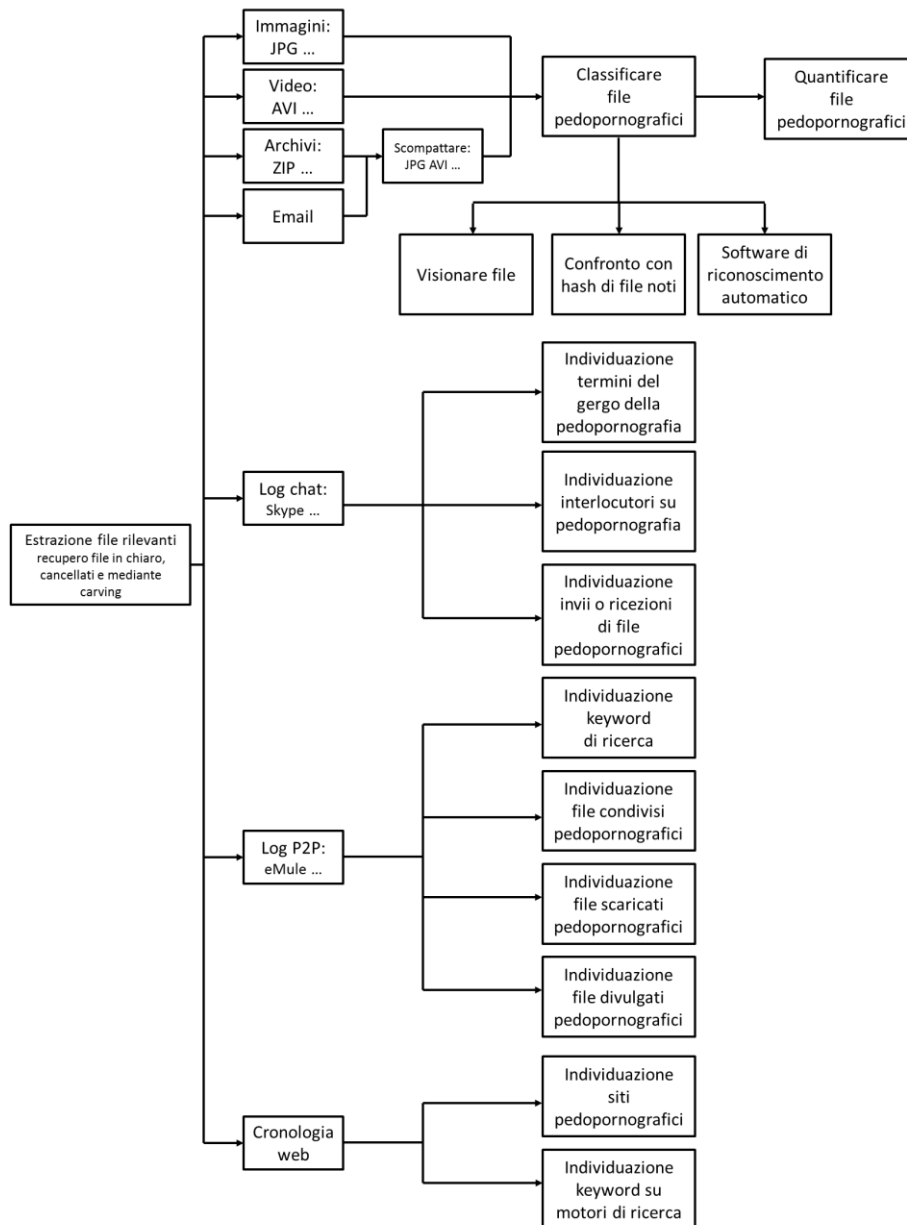 Immagini:
JPG ...
Video:
AVI ...
Archivi:
ZIP ...
Email
Scompattare:
JPG AVI ...
Classificare
file
pedopornografici
Quantificare
file
pedopornografici
Visionare file
Confronto con
hash di file noti
Software di
riconoscimento
automatico
Estrazione file rilevanti
recupero file in chiaro,
cancellati e mediante
carving
Log chat:
Skype ...
Individuazione
termini del
gergo della
pedopornografia
Individuazione
interlocutori su
pedopornografia
Individuazione
invii o ricezioni
di file
pedopornografici
Log P2P:
eMule ...
Individuazione
keyword
di ricerca
Individuazione
file condivisi
pedopornografici
Individuazione
file scaricati
pedopornografici
Individuazione
file divulgati
pedopornografici
Cronologia
web
Individuazione
siti
pedopornografici
Individuazione
keyword su
motori di ricerca